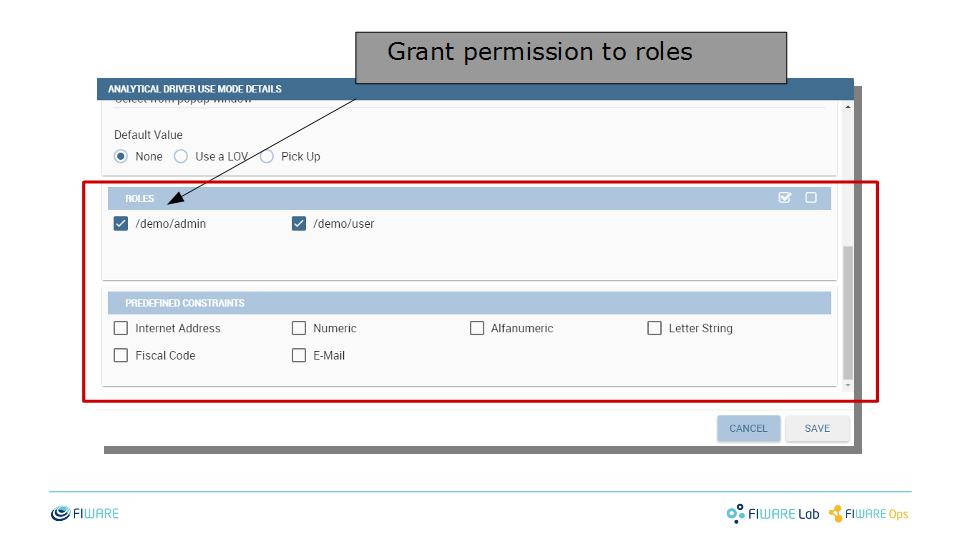 Grant permission to roles
ANALYTICAL DRIVER USE MODE DETAILS
Select from popup window
Default Value
None Use a LOV Pick Up
ROLES
/demo/admin /demo/user
PREDEFINED CONSTRAINTS
Internet Address Numeric Alfanumeric Letter String
Fiscal Code E-Mail
CANCEL SAVE
FIWARE FIWARE Lab FIWARE Ops